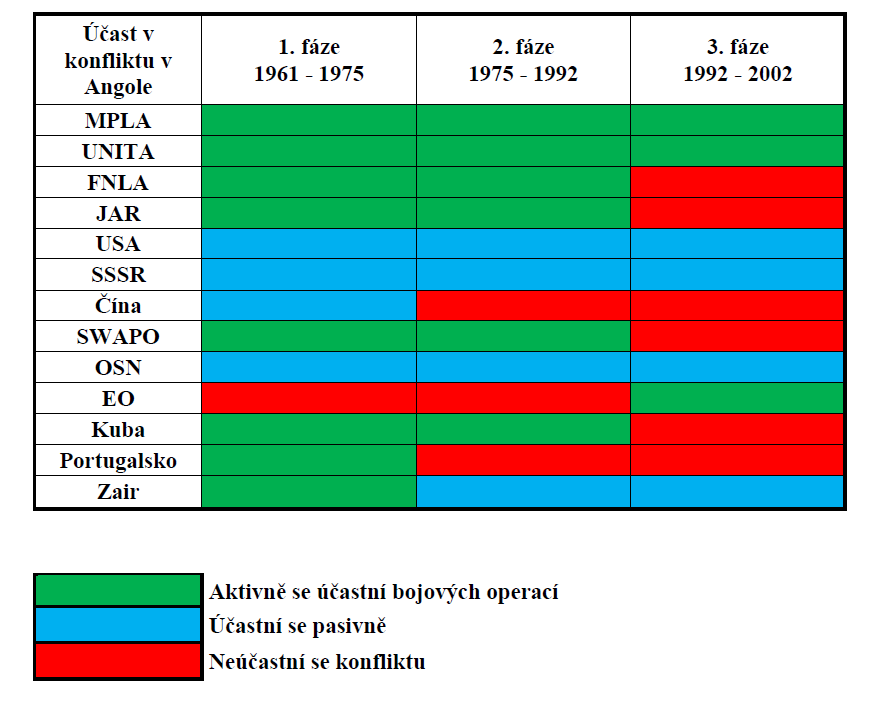 Účast v
konfliktu v
Angole
1. fáze
1961 - 1975
2. fáze
1975 - 1992
3. fáze
1992 - 2002
MPLA
UNITA
FNLA
JAR
USA
SSSR
Čína
SWAPO
OSN
EO
Kuba
Portugalsko
Zair
Aktivně se účastní bojových operací
Účastní se pasivně
Neúčastní se konfliktu